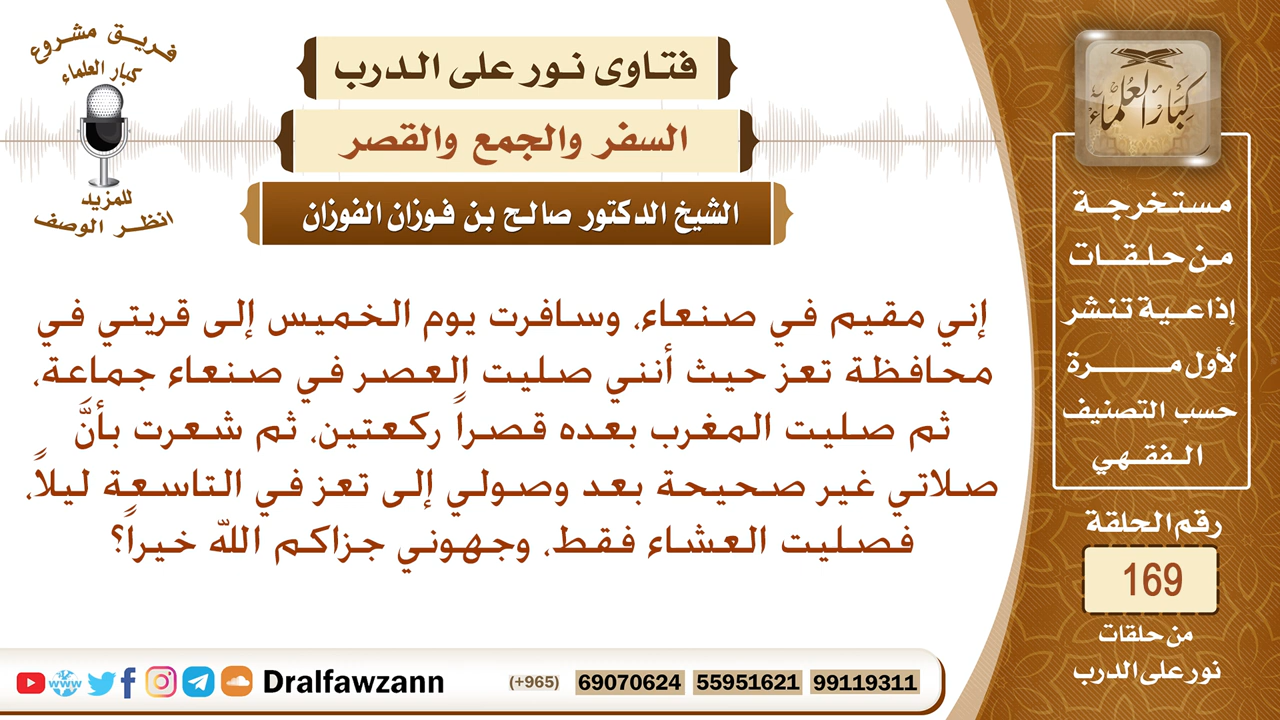 فريق مشروع
كبار العلماء
للمزيد
انظر الوصف
فتاوى نور على الدرب
السفر والجمع والقصر
الشيخ الدكتور صالح بن فوزان الفوزان
إني مقيم في صنعاء، وسافرت يوم الخميس إلى قريتي في
محافظة تعز حيث أنني صليت العصر في صنعاء جماعة،
ثم صليت المغرب بعده قصراً ركعتين، ثم شعرت بأنَّ
صلاتي غير صحيحة بعد وصولي إلى تعز في التاسعة ليلاً،
فصليت العشاء فقط، وجهوني جزاكم الله خيراً؟
كبار العلماء
مستخرجة
من حلقات
إذاعية تنشر
لأول مرة
حسب التصنيف
الفقهي
رقم الحلقة
169
من حلقات
نور على الدرب
WWW
Dralfawzann
(+965) 69070624 55951621 99119311